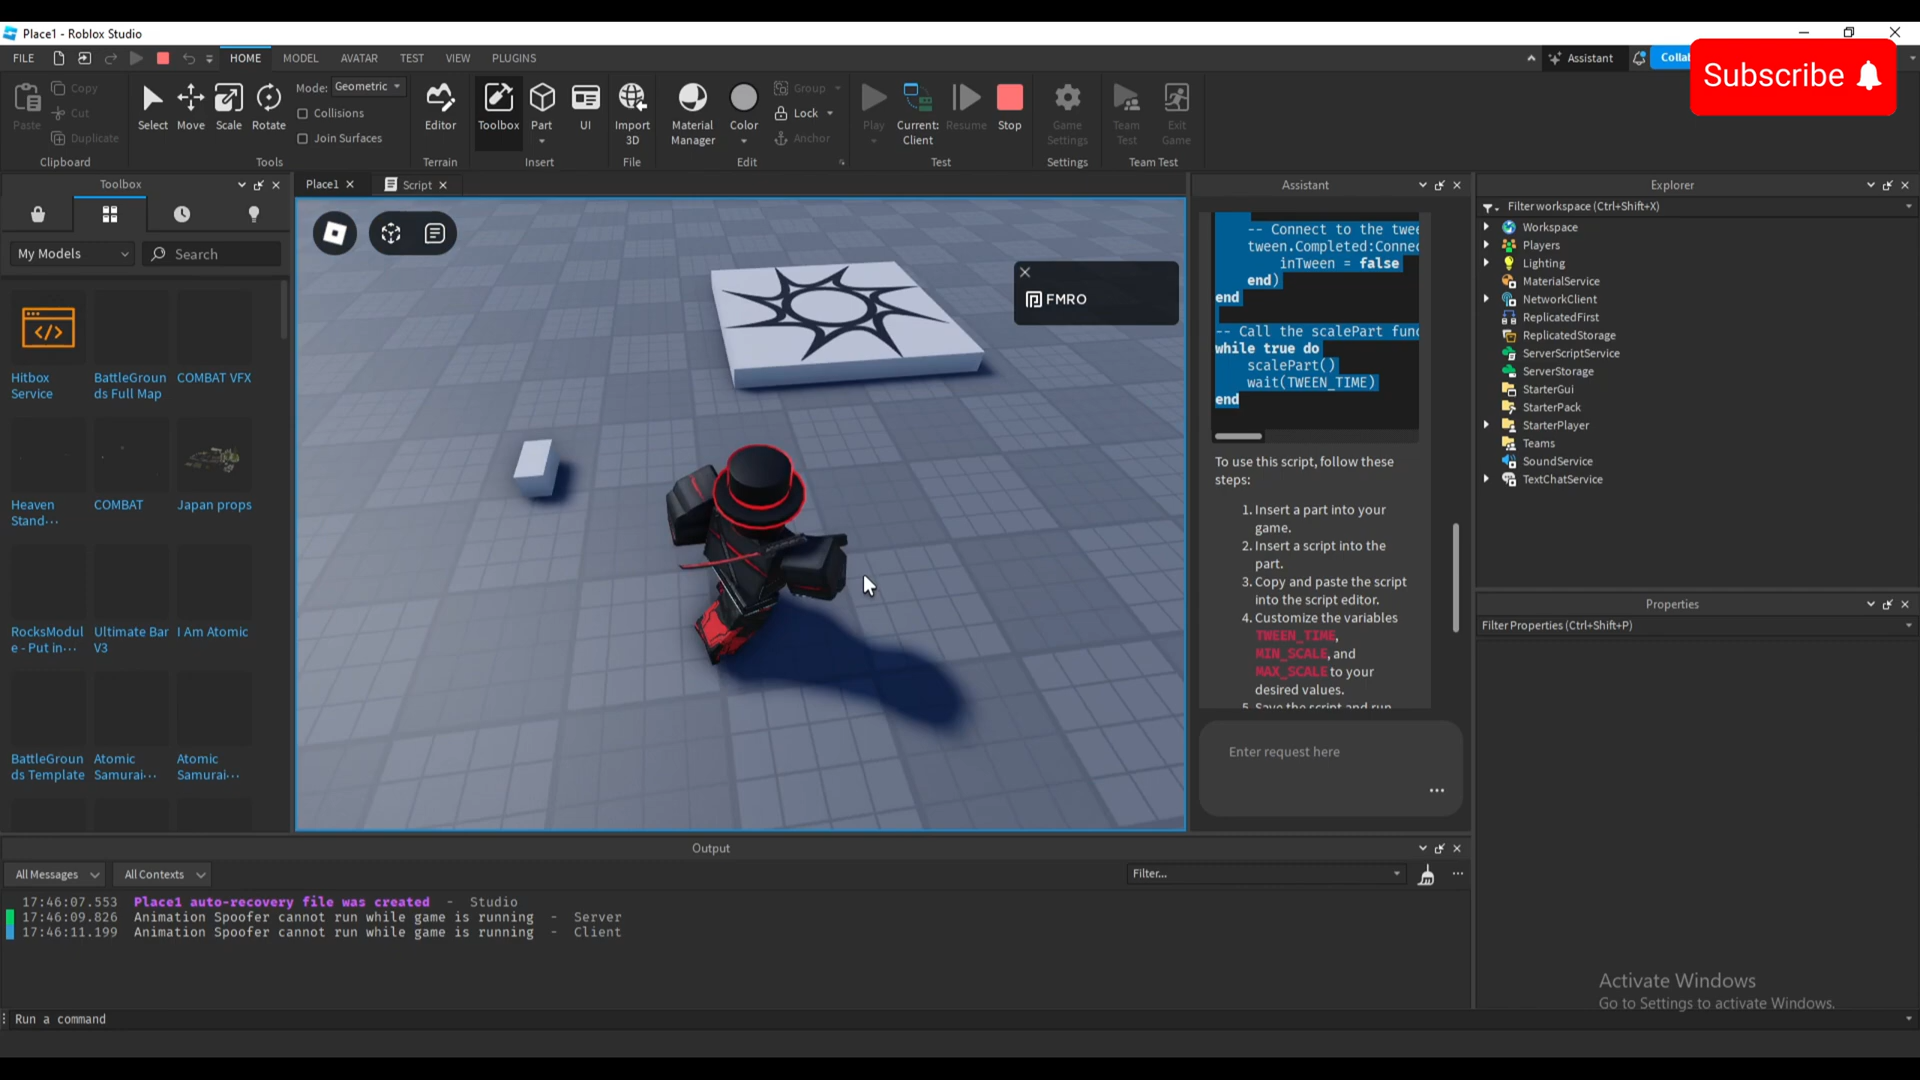 Place1 - Roblox Studio
FILE
HOME
MODEL
AVATAR
TEST
VIEW
PLUGINS
Assistant
Subscribe
Paste
Copy
Cut
Duplicate
Clipboard
Select
Move
Scale
Rotate
Mode: Geometric
Collisions
Join Surfaces
Tools
Editor
Terrain
Toolbox
Part
UI
Insert
Import
3D
File
Material
Manager
Color
Group
Lock
Anchor
Edit
Play
Current:
Client
Resume
Stop
Test
Game
Settings
Settings
Team
Test
Exit
Game
Team Test
Toolbox
My Models
Search
Hitbox
Service
BattleGroun
ds Full Map
COMBAT VFX
Heaven
Stand···
COMBAT
Japan props
RocksModul
e - Put in···
Ultimate Bar
V3
I Am Atomic
BattleGroun
ds Template
Atomic
Samurai···
Atomic
Samurai···
Place1
Script
FMRO
Assistant
-- Connect to the twee
tween.Completed:Connec
inTween = false
end)
end
-- Call the scalePart func
while true do
scalePart()
wait(TWEEN_TIME)
end
To use this script, follow these
steps:
1. Insert a part into your
game.
2. Insert a script into the
part.
3. Copy and paste the script
into the script editor.
4. Customize the variables
TWEEN_TIME,
MIN_SCALE, and
MAX_SCALE to your
desired values.
5. Save the script and run
Enter request here
Explorer
Filter workspace (Ctrl+Shift+X)
Workspace
Players
Lighting
MaterialService
NetworkClient
ReplicatedFirst
ReplicatedStorage
ServerScriptService
ServerStorage
StarterGui
StarterPack
StarterPlayer
Teams
SoundService
TextChatService
Properties
Filter Properties (Ctrl+Shift+P)
Output
All Messages
All Contexts
Filter...
17:46:07.553 Place1 auto-recovery file was created - Studio
17:46:09.826 Animation Spoofer cannot run while game is running - Server
17:46:11.199 Animation Spoofer cannot run while game is running - Client
Activate Windows
Go to Settings to activate Windows.
Run a command